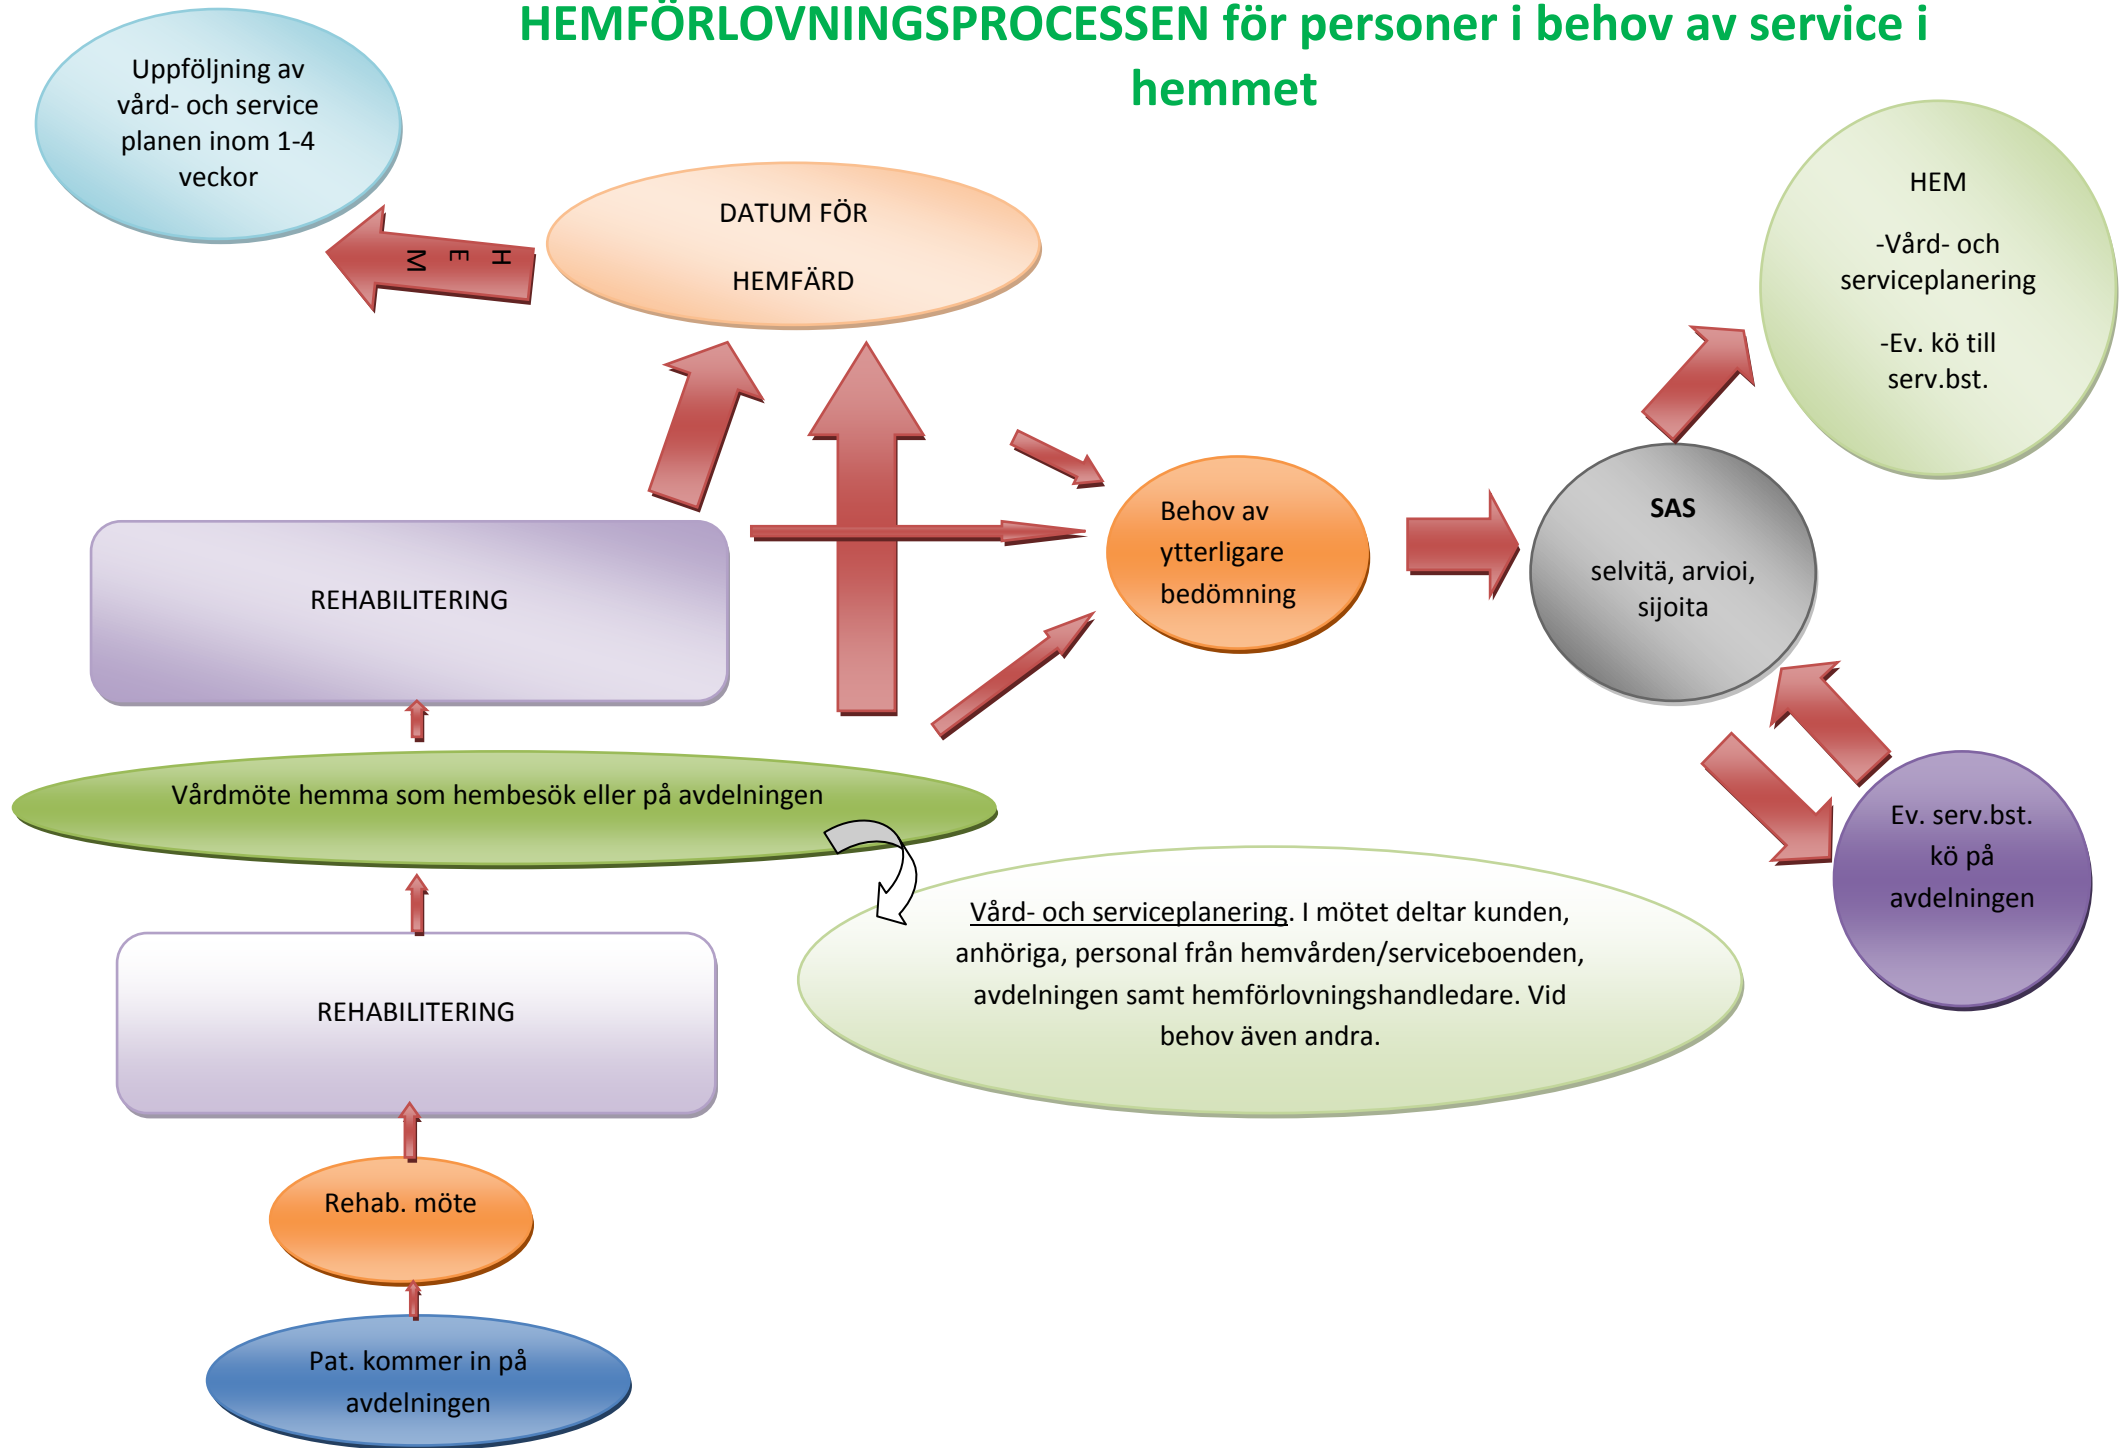 HEMFÖRLOVNINGSPROCESSEN för personer i behov av service i
hemmet
Uppföljning av
vård- och service
planen inom 1-4
veckor
DATUM FÖR
HEMFÄRD
HEM
HEM
-Vård- och
serviceplanering
-Ev. kö till
serv.bst.
Behov av
ytterligare
bedömning
SAS
selvitä, arvioi,
sijoita
REHABILITERING
Vårdmöte hemma som hembesök eller på avdelningen
Ev. serv.bst.
kö på
avdelningen
Vård- och serviceplanering. I mötet deltar kunden,
anhöriga, personal från hemvården/serviceboenden,
avdelningen samt hemförlovningshandledare. Vid
behov även andra.
REHABILITERING
Rehab. möte
Pat. kommer in på
avdelningen